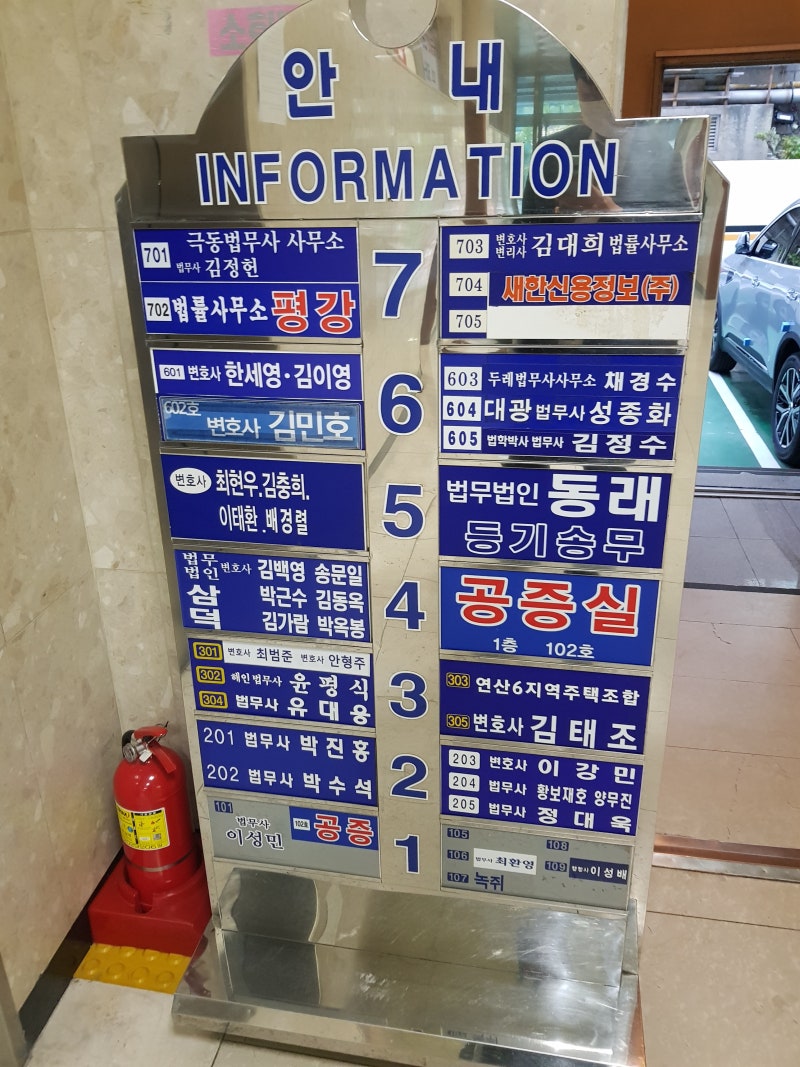 안 내
INFORMATION
7
701 극동법무사 사무소
법무사 김정헌
702 법률사무소 평강
703 변호사 변리사 김대희 법률사무소
704 새한신용정보(주)
705
6
601 변호사 한세영·김이영
602호 변호사 김민호
603 두레법무사사무소 채경수
604 대광법무사 성종화
605 법학박사 법무사 김정수
5
변호사 최현우.김충희.
이태환.배경렬
법무법인 동래
등기송무
4
법무법인 삼덕
변호사 김백영 송문일
박근수 김동옥
김가람 박옥봉
공증실
1층 102호
3
301 변호사 최범준 변호사 안형주
302 해인법무사 윤평식
304 법무사 유대용
303 연산6지역주택조합
305 변호사 김태조
2
201 법무사 박진홍
202 법무사 박수석
203 변호사 이강민
204 법무사 황보재호 양무진
205 법무사 정대욱
1
101 법무사 이성민
102호 공증
105
106 법무사 최환영
107 녹쥐
108
109 이성배